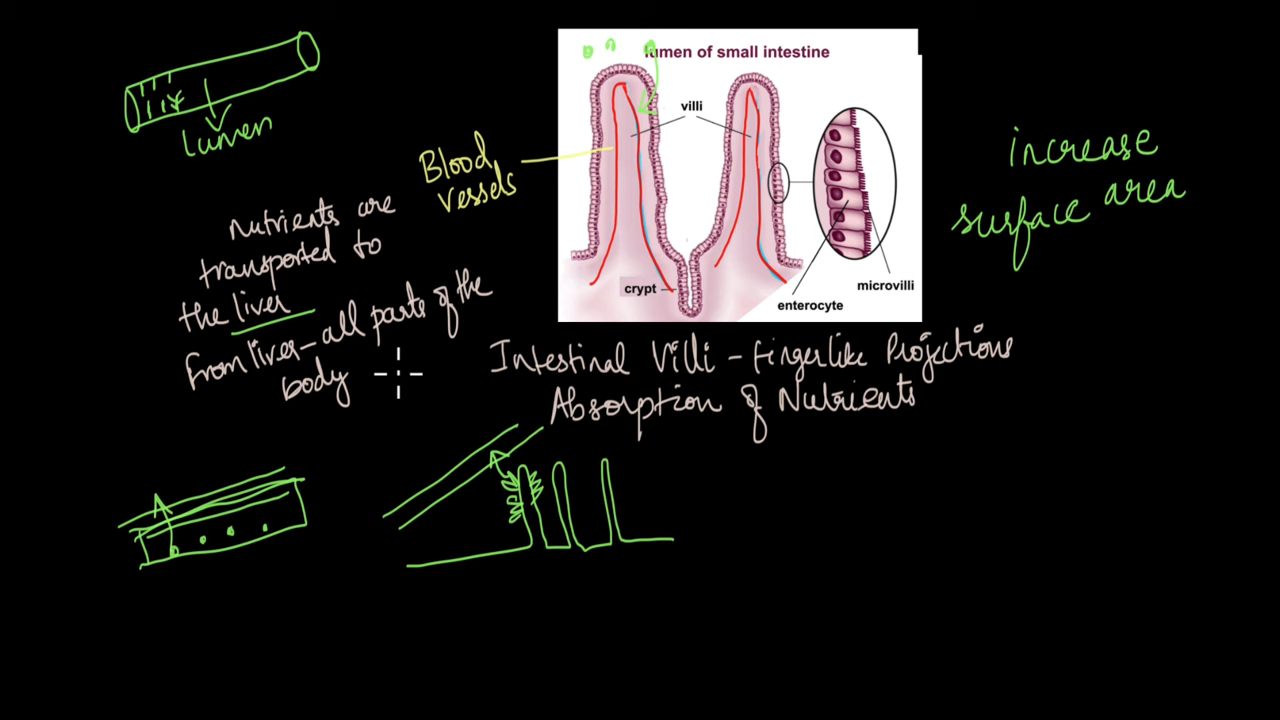 lumen of small intestine
villi
crypt
enterocyte
microvilli
lumen
Blood
vessels
increase
surface area
nutrients are
transported to
the liver
From liver - all parts of the
body
Intestinal Villi - fingerlike Projections
Absorption of Nutrients